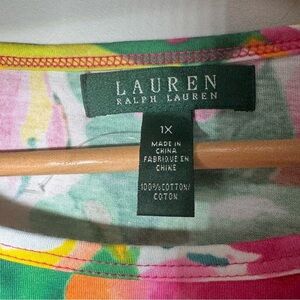 LAUREN
RALPH LAUREN
1X
MADE IN
CHINA
FABRIQUE EN
CHINE
100% COTTON/
COTON